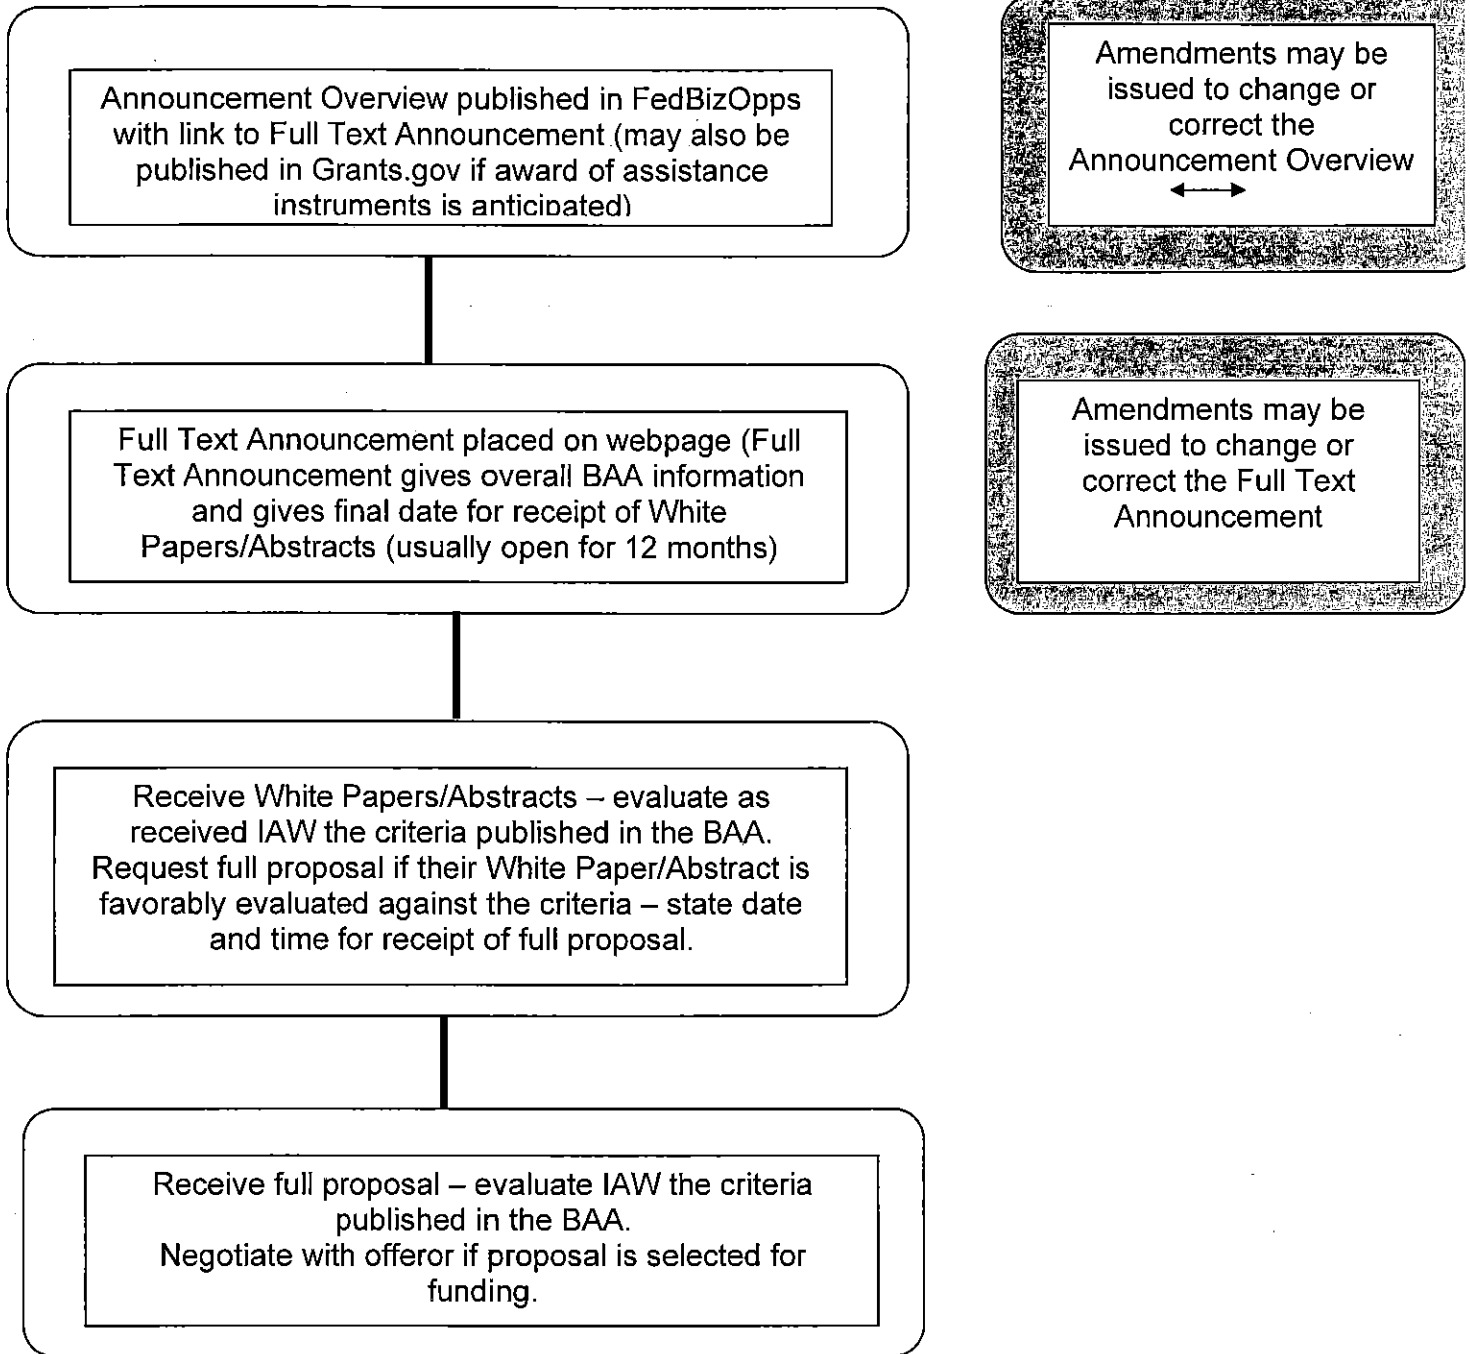 Announcement Overview published in FedBizOpps
with link to Full Text Announcement (may also be
published in Grants.gov if award of assistance
instruments is anticipated)
Amendments may be
issued to change or
correct the
Announcement Overview
Full Text Announcement placed on webpage (Full
Text Announcement gives overall BAA information
and gives final date for receipt of White
Papers/Abstracts (usually open for 12 months)
Amendments may be
issued to change or
correct the Full Text
Announcement
Receive White Papers/Abstracts – evaluate as
received IAW the criteria published in the BAA.
Request full proposal if their White Paper/Abstract is
favorably evaluated against the criteria – state date
and time for receipt of full proposal.
Receive full proposal – evaluate IAW the criteria
published in the BAA.
Negotiate with offeror if proposal is selected for
funding.